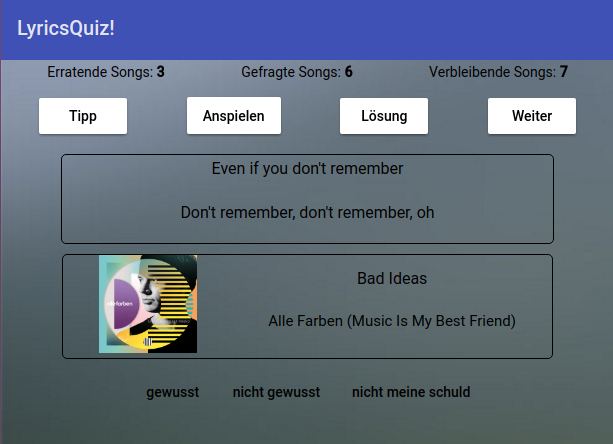 LyricsQuiz!
Erratende Songs: 3 Gefragte Songs: 6 Verbleibende Songs: 7
Tipp Anspielen Lösung Weiter
Even if you don't remember
Don't remember, don't remember, oh
Bad Ideas
Alle Farben (Music Is My Best Friend)
gewusst nicht gewusst nicht meine schuld